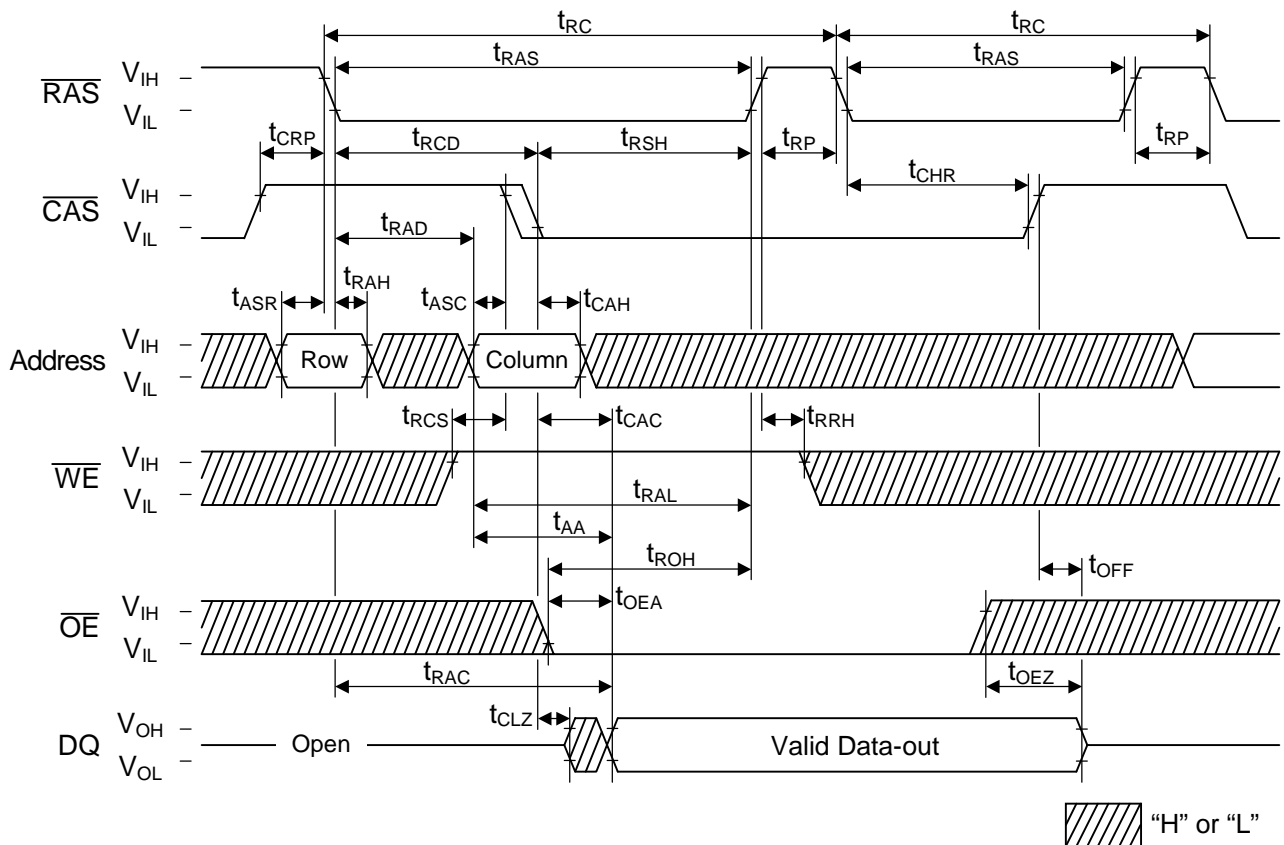 tRC tRC
tRAS tRAS
RAS VIH
VIL
tCRP tRCD tRSH tRP tRP
tCHR
CAS VIH
VIL
tRAD
tRAH
tASR tASC tCAH
Address VIH
VIL
Row Column
tRCS tCAC tRRH
WE VIH
VIL
tRAL
tAA
tROH tOFF
tOEA
OE VIH
VIL
tRAC tOEZ
tCLZ
DQ VOH
VOL
Open Valid Data-out
“H” or “L”